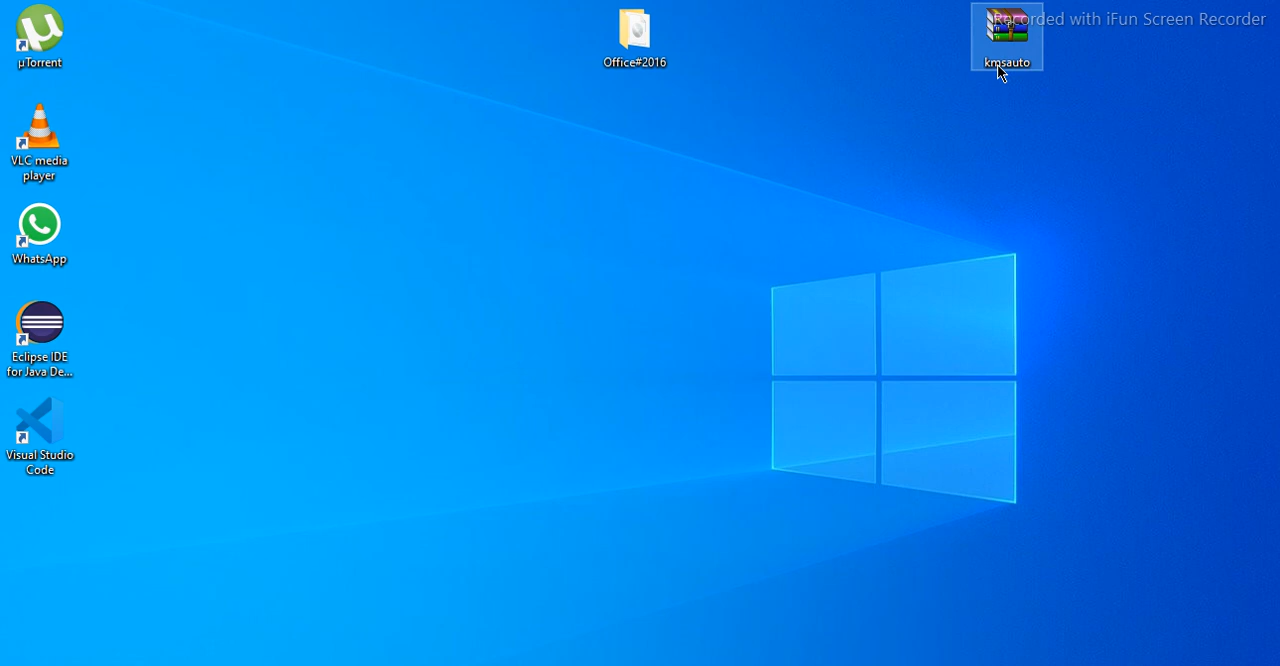 Recorded with iFun Screen Recorder
µTorrent
Office#2016
kmsauto
VLC media
player
WhatsApp
Eclipse IDE
for Java De...
Visual Studio
Code